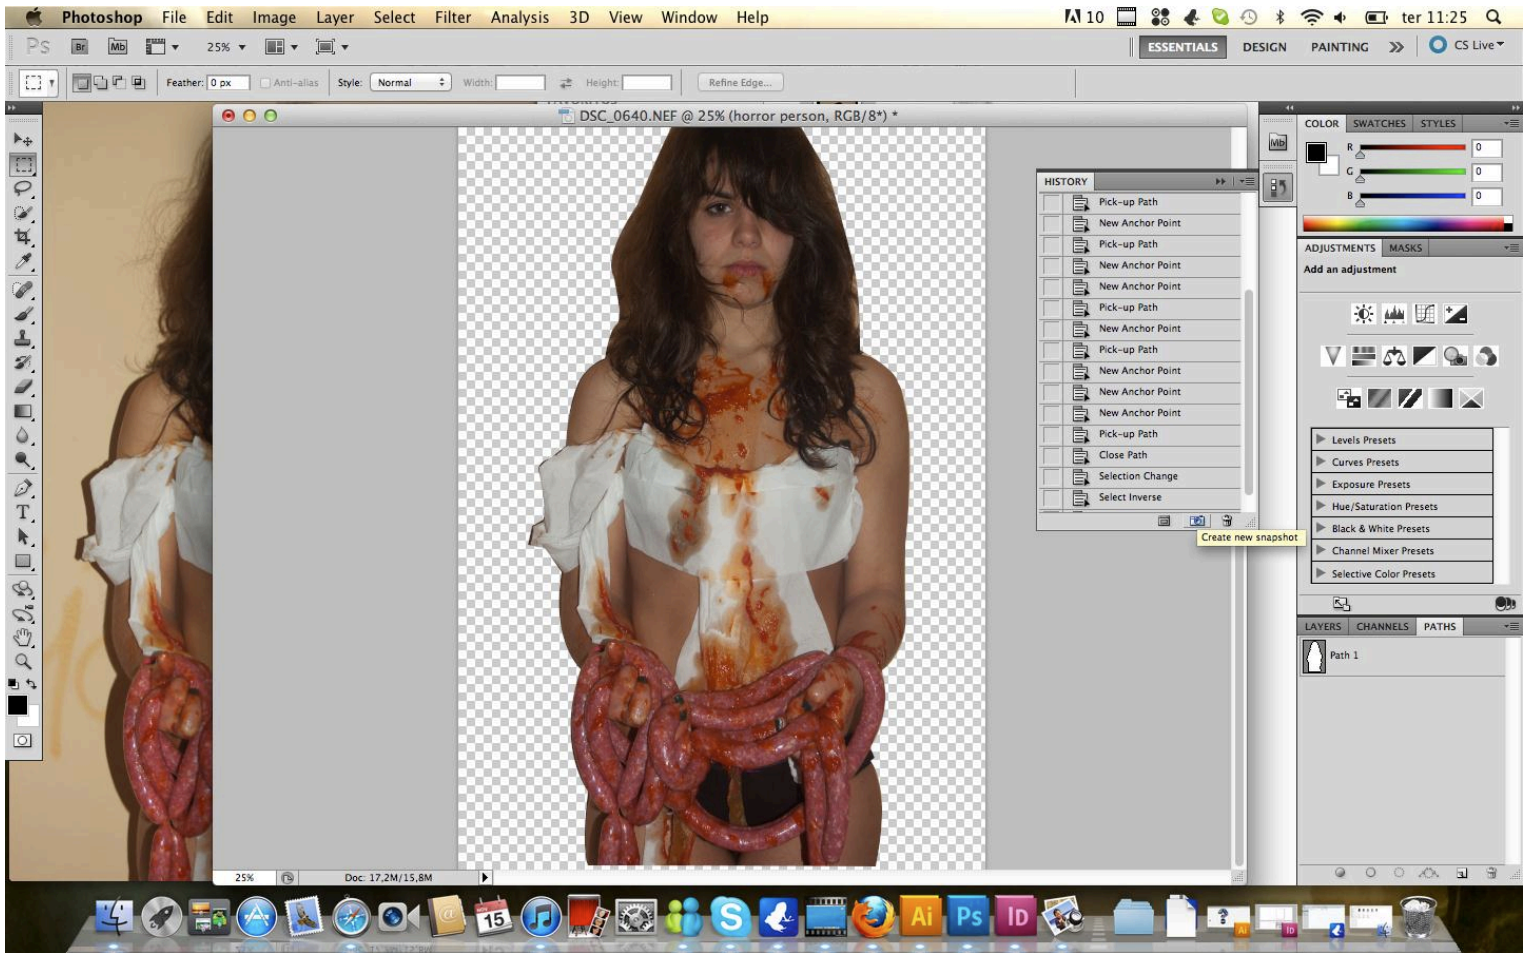 Photoshop File Edit Image Layer Select Filter Analysis 3D View Window Help
10 ter 11:25
Ps Br Mb 25%
ESSENTIALS DESIGN PAINTING CS Live
Feather: 0 px Anti-alias Style: Normal Width: Height: Refine Edge...
DSC_0640.NEF @ 25% (horror person, RGB/8*) *
HISTORY
Pick-up Path
New Anchor Point
Pick-up Path
New Anchor Point
New Anchor Point
Pick-up Path
New Anchor Point
Pick-up Path
New Anchor Point
New Anchor Point
New Anchor Point
Pick-up Path
Close Path
Selection Change
Select Inverse
Create new snapshot
Mb
COLOR SWATCHES STYLES
R 0
G 0
B 0
ADJUSTMENTS MASKS
Add an adjustment
Levels Presets
Curves Presets
Exposure Presets
Hue/Saturation Presets
Black & White Presets
Channel Mixer Presets
Selective Color Presets
LAYERS CHANNELS PATHS
Path 1
25% Doc: 17,2M/15,8M
15
Ai Ps Id